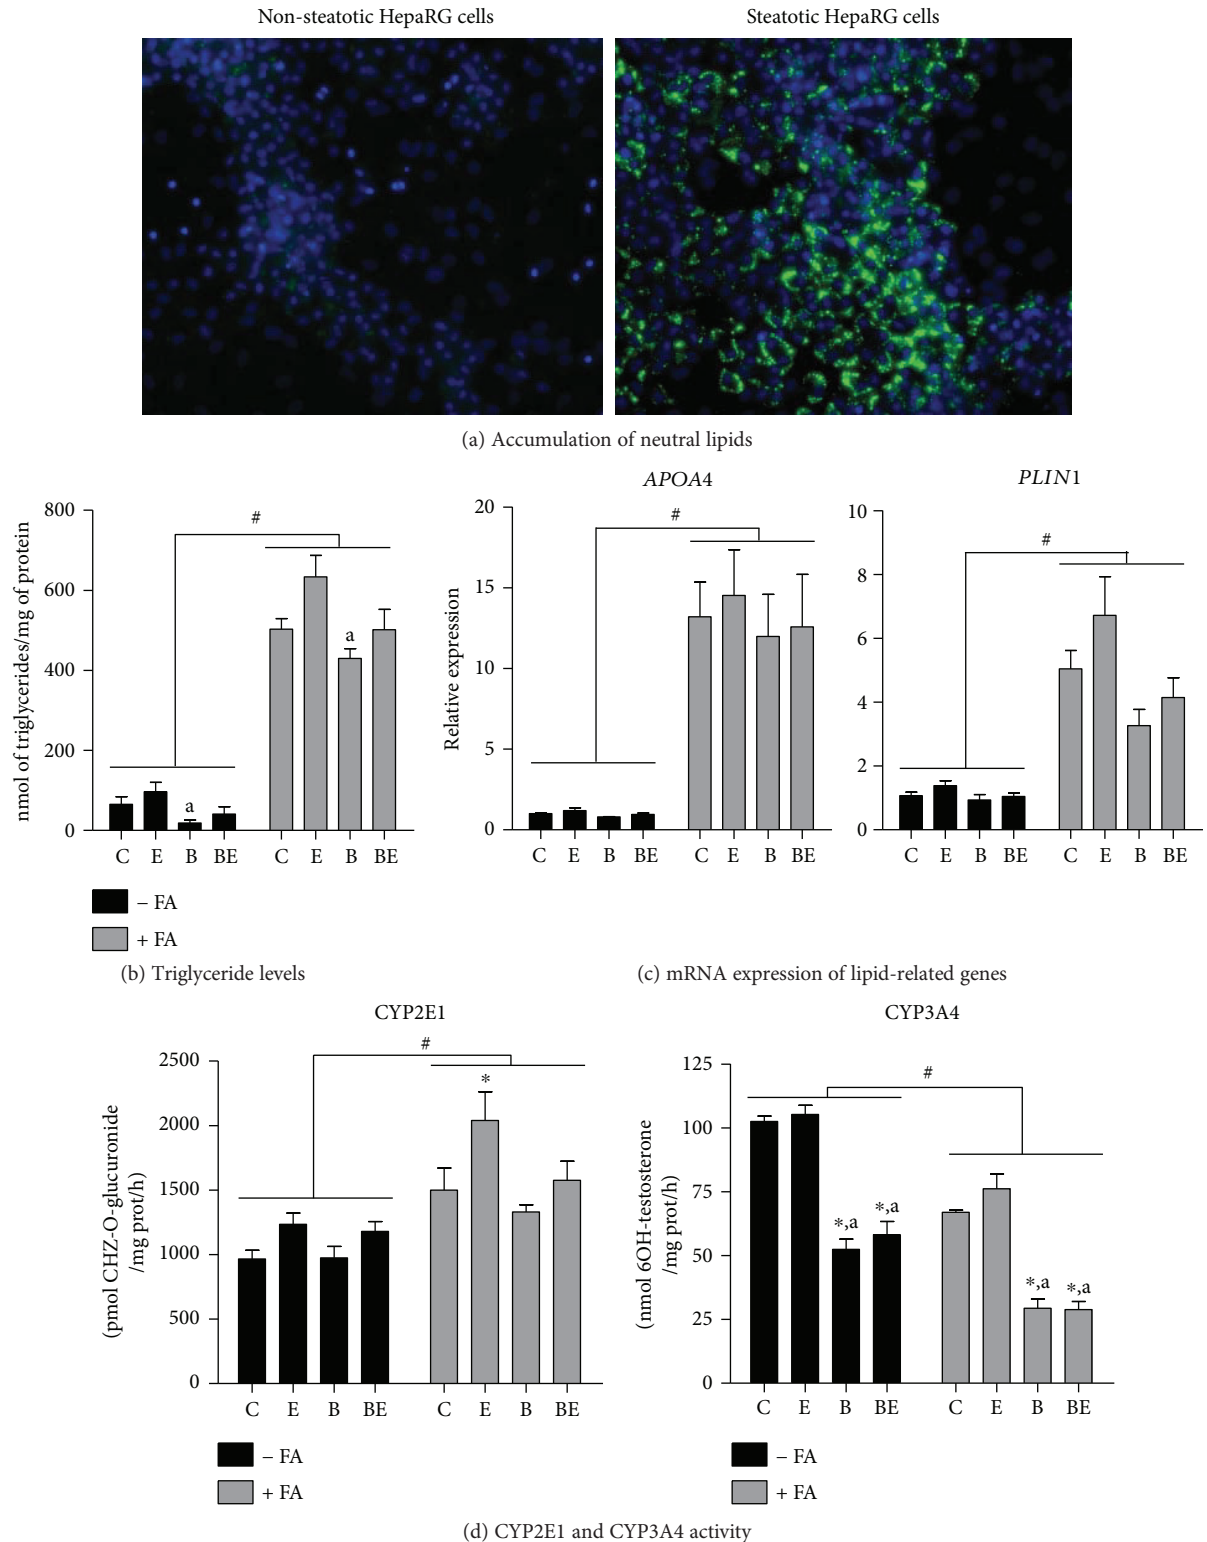 Non-steatotic HepaRG cells
Steatotic HepaRG cells
(a) Accumulation of neutral lipids
nmol of triglycerides/mg of protein
800
600
400
200
0
#
a
a
C E B BE C E B BE
− FA
+ FA
(b) Triglyceride levels
APOA4
Relative expression
20
15
10
5
0
#
C E B BE C E B BE
PLIN1
10
8
6
4
2
0
#
C E B BE C E B BE
(c) mRNA expression of lipid-related genes
CYP2E1
(pmol CHZ-O-glucuronide
/mg prot/h)
2500
2000
1500
1000
500
0
#
*
C E B BE C E B BE
− FA
+ FA
CYP3A4
(nmol 6OH-testosterone
/mg prot/h)
125
100
75
50
25
0
#
*,a *,a
*,a *,a
C E B BE C E B BE
− FA
+ FA
(d) CYP2E1 and CYP3A4 activity